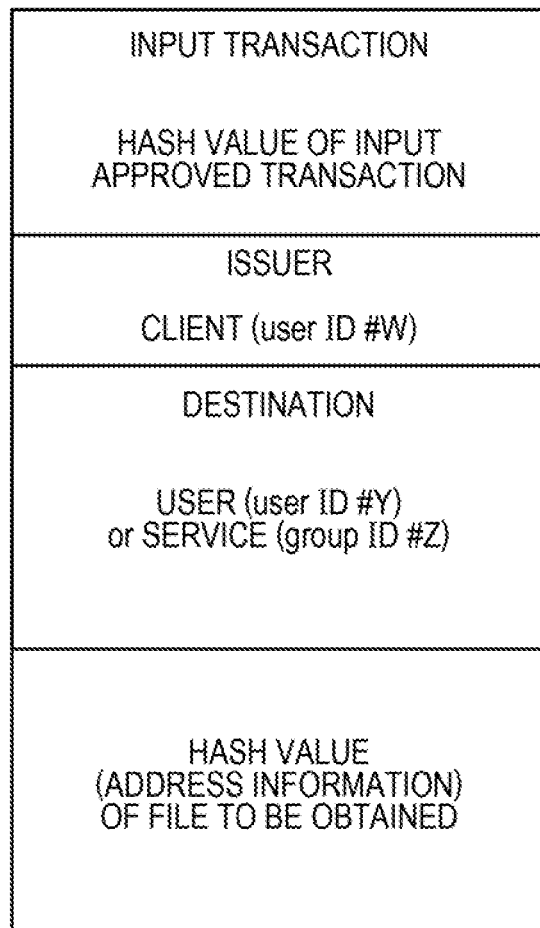 INPUT TRANSACTION
HASH VALUE OF INPUT
APPROVED TRANSACTION
ISSUER
CLIENT (user ID #W)
DESTINATION
USER (user ID #Y)
or SERVICE (group ID #Z)
HASH VALUE
(ADDRESS INFORMATION)
OF FILE TO BE OBTAINED